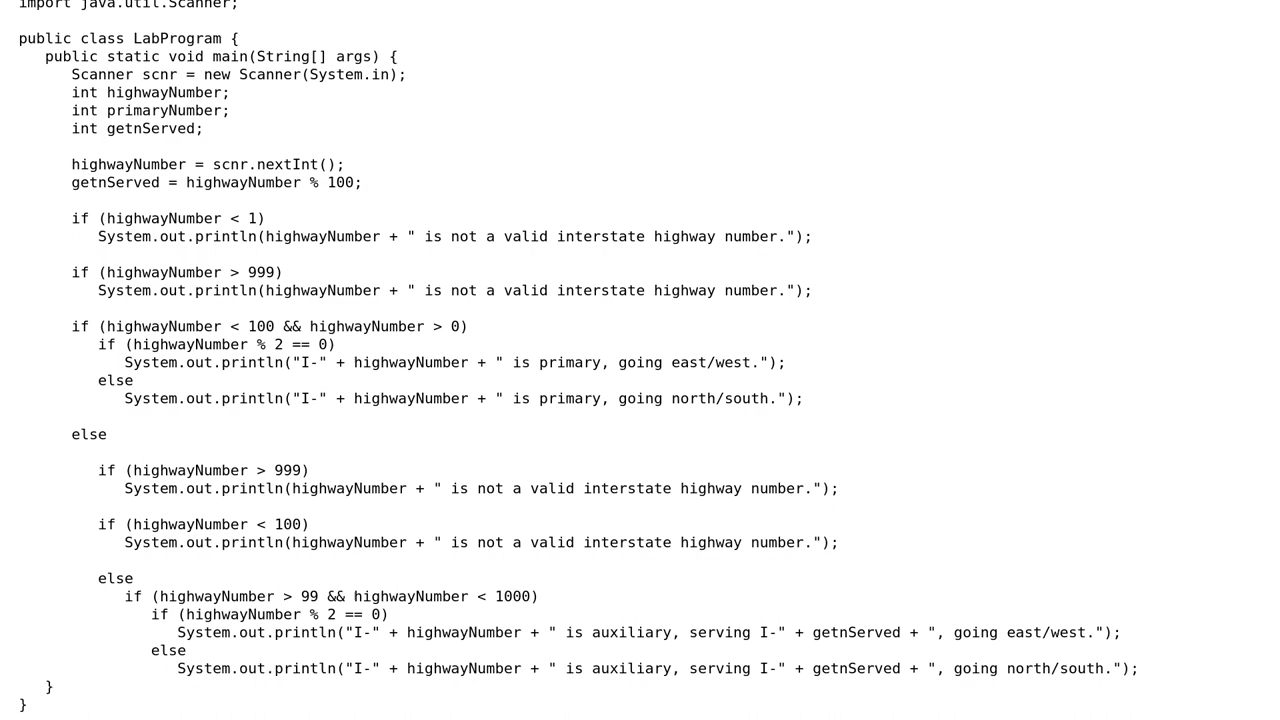 import java.util.Scanner;
public class LabProgram {
public static void main(String[] args) {
Scanner scnr = new Scanner(System.in);
int highwayNumber;
int primaryNumber;
int getnServed;
highwayNumber = scnr.nextInt();
getnServed = highwayNumber % 100;
if (highwayNumber < 1)
System.out.println(highwayNumber + " is not a valid interstate highway number.");
if (highwayNumber > 999)
System.out.println(highwayNumber + " is not a valid interstate highway number.");
if (highwayNumber < 100 && highwayNumber > 0)
if (highwayNumber % 2 == 0)
System.out.println("I-" + highwayNumber + " is primary, going east/west.");
else
System.out.println("I-" + highwayNumber + " is primary, going north/south.");
else
if (highwayNumber > 999)
System.out.println(highwayNumber + " is not a valid interstate highway number.");
if (highwayNumber < 100)
System.out.println(highwayNumber + " is not a valid interstate highway number.");
else
if (highwayNumber > 99 && highwayNumber < 1000)
if (highwayNumber % 2 == 0)
System.out.println("I-" + highwayNumber + " is auxiliary, serving I-" + getnServed + ", going east/west.");
else
System.out.println("I-" + highwayNumber + " is auxiliary, serving I-" + getnServed + ", going north/south.");
}
}